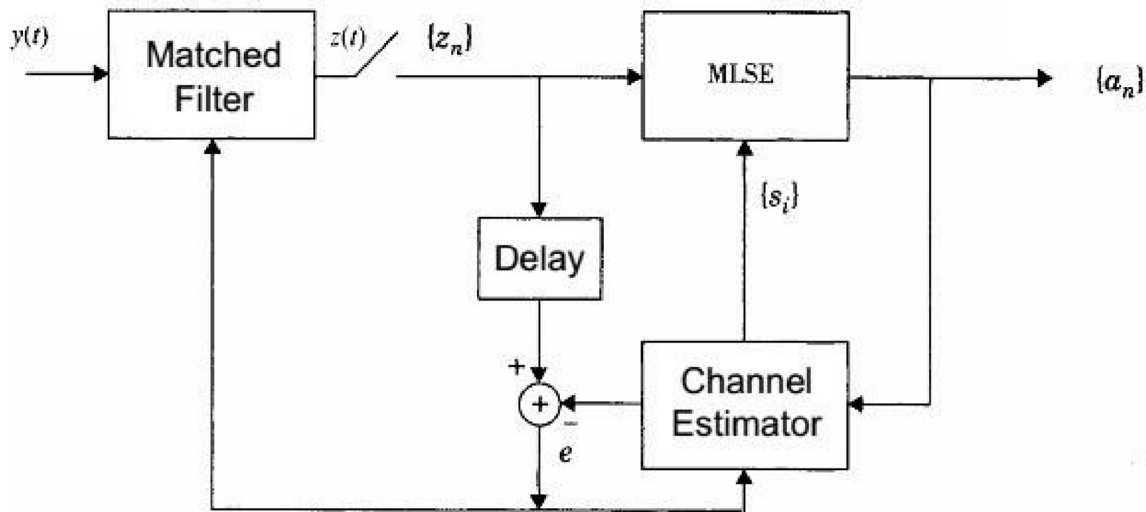 y(t)
Matched
Filter
z(t)
{z_n}
MLSE
{a_n}
{s_i}
Delay
+
+
−
e
Channel
Estimator